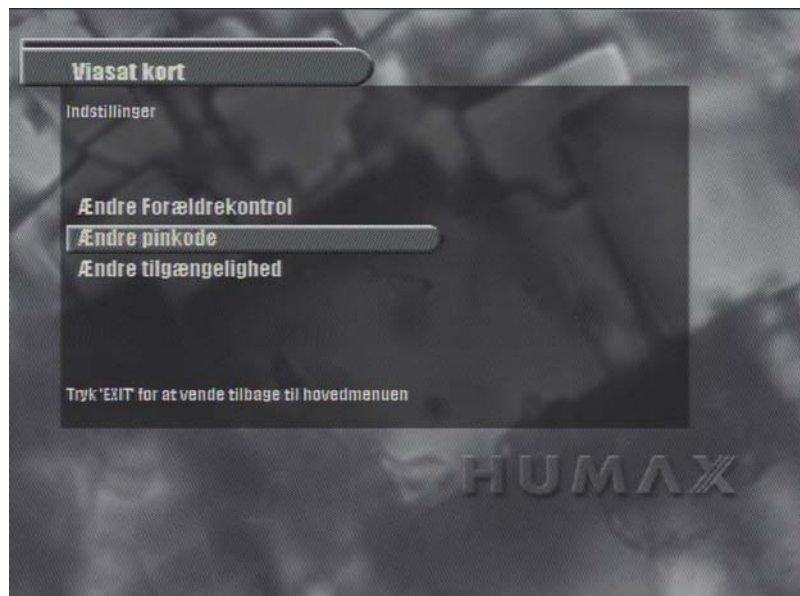 Viasat kort
Indstillinger
Ændre Forældrekontrol
Ændre pinkode
Ændre tilgængelighed
Tryk 'EXIT' for at vende tilbage til hovedmenuen
HUMAX